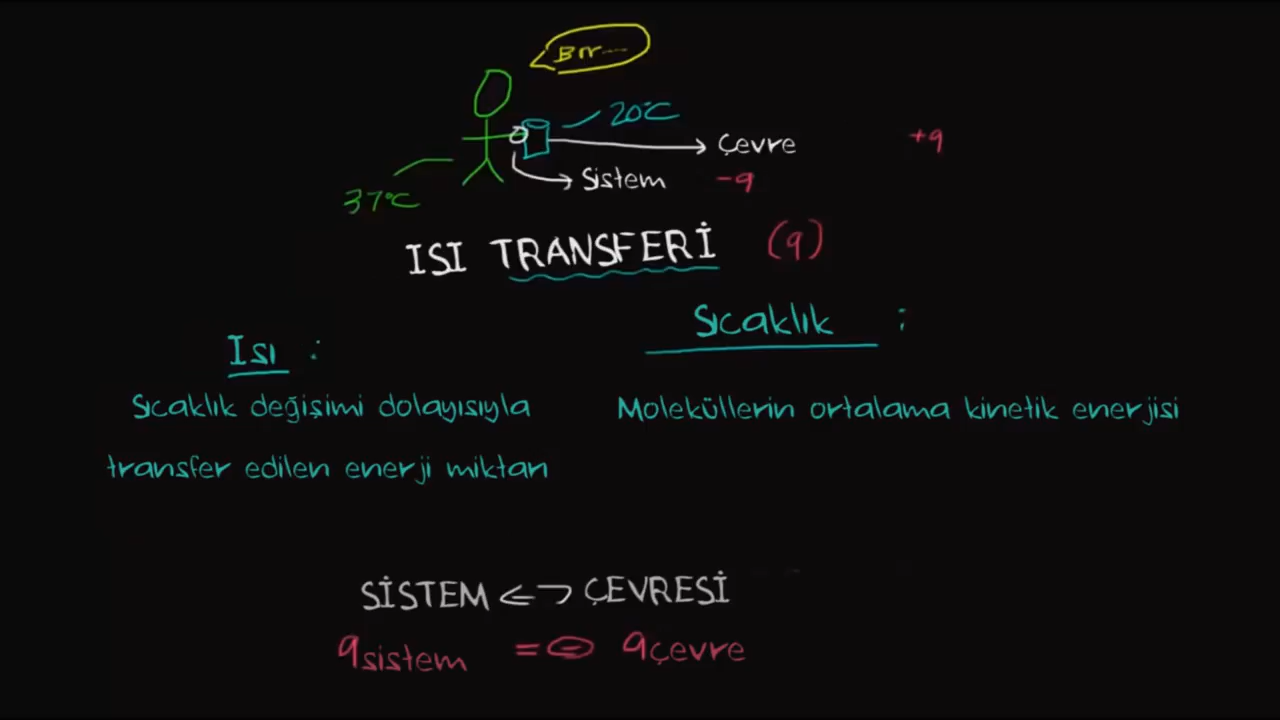 Brr...
20°C
Çevre +q
Sistem -q
37°C
ISI TRANSFERİ (q)
Isı :
Sıcaklık değişimi dolayısıyla
transfer edilen enerji miktarı
Sıcaklık :
Moleküllerin ortalama kinetik enerjisi
SİSTEM <-> ÇEVRESİ
qsistem = - qçevre